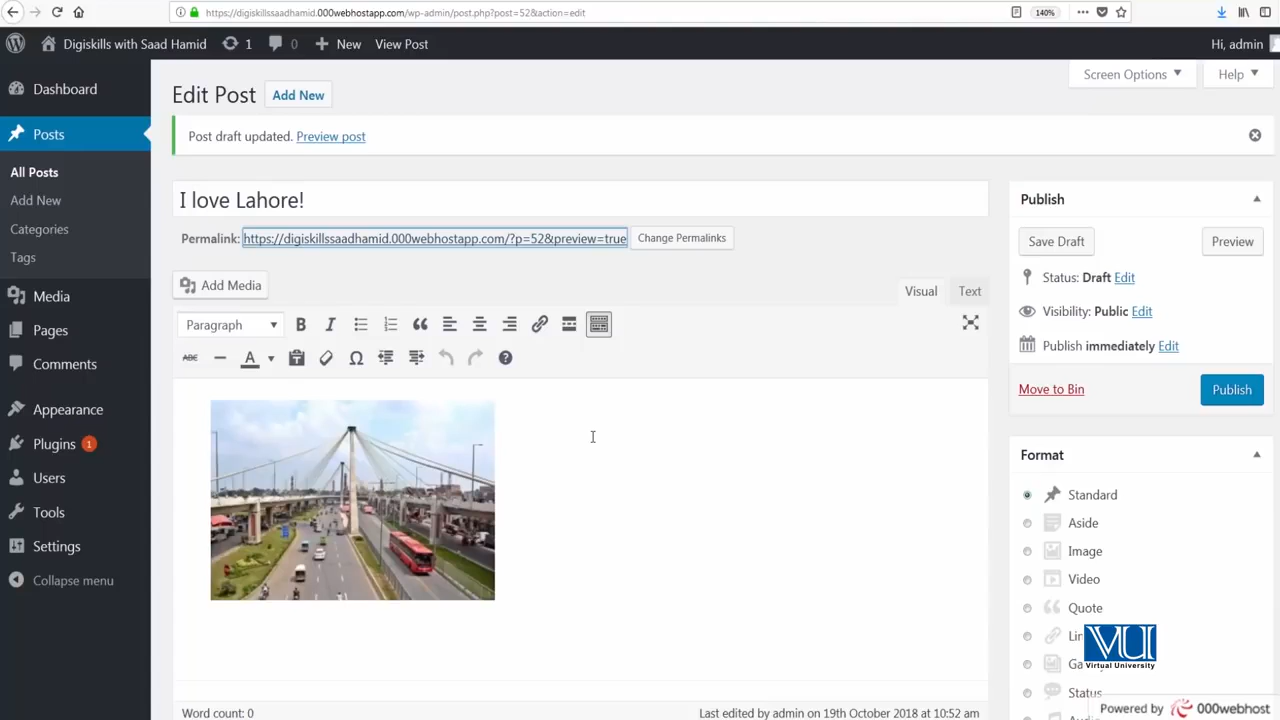 https://digiskillssaadhamid.000webhostapp.com/wp-admin/post.php?post=52&action=edit
140%
Digiskills with Saad Hamid
1
0
New
View Post
Hi, admin
Dashboard
Posts
All Posts
Add New
Categories
Tags
Media
Pages
Comments
Appearance
Plugins 1
Users
Tools
Settings
Collapse menu
Screen Options
Help
Edit Post
Add New
Post draft updated. Preview post
I love Lahore!
Permalink: https://digiskillssaadhamid.000webhostapp.com/?p=52&preview=true
Change Permalinks
Add Media
Visual
Text
Paragraph
B
I
ABC
A
Word count: 0
Last edited by admin on 19th October 2018 at 10:52 am
Publish
Save Draft
Preview
Status: Draft Edit
Visibility: Public Edit
Publish immediately Edit
Move to Bin
Publish
Format
Standard
Aside
Image
Video
Quote
Status
VU
Virtual University
Powered by 000webhost